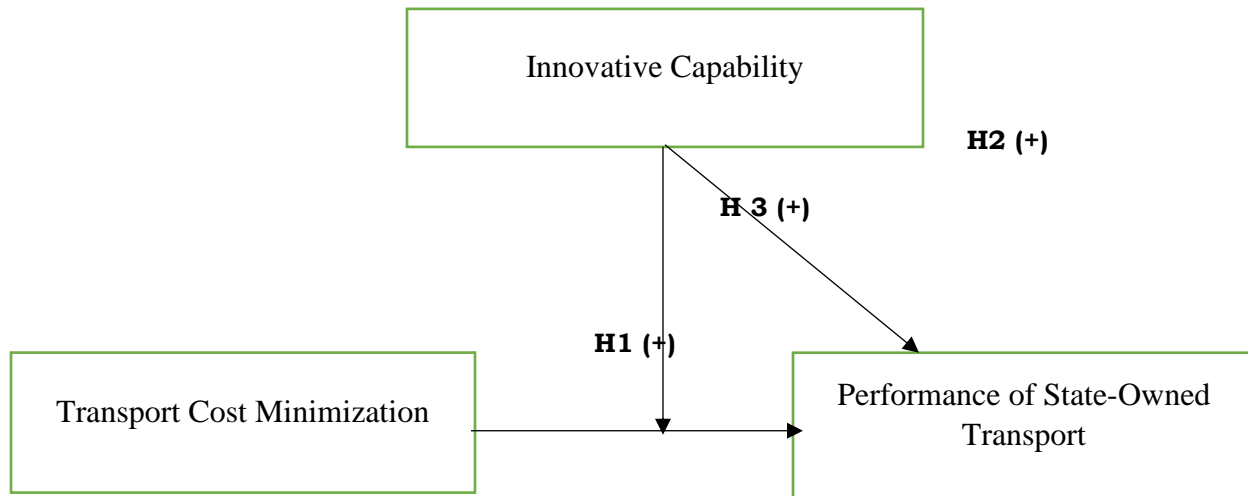 Innovative Capability
H2 (+)
H 3 (+)
H1 (+)
Transport Cost Minimization
Performance of State-Owned
Transport